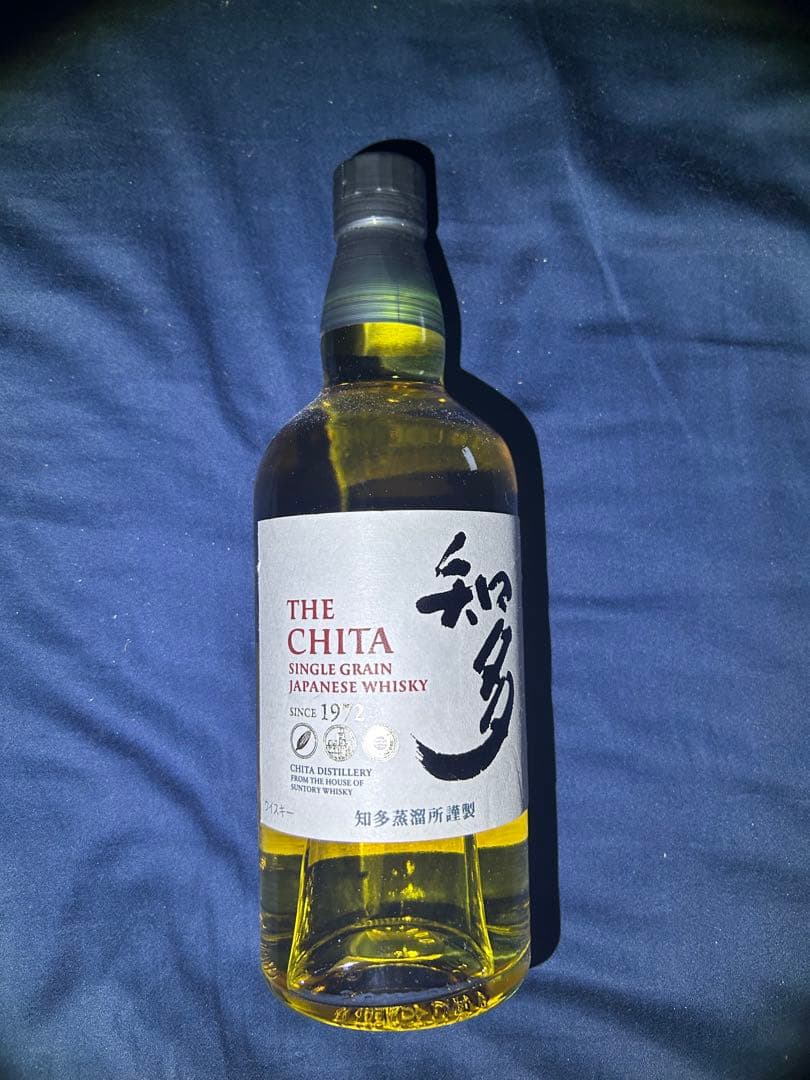 知多
THE
CHITA
SINGLE GRAIN
JAPANESE WHISKY
SINCE 1972
CHITA DISTILLERY
FROM THE HOUSE OF
SUNTORY WHISKY
ウイスキー
知多蒸溜所謹製